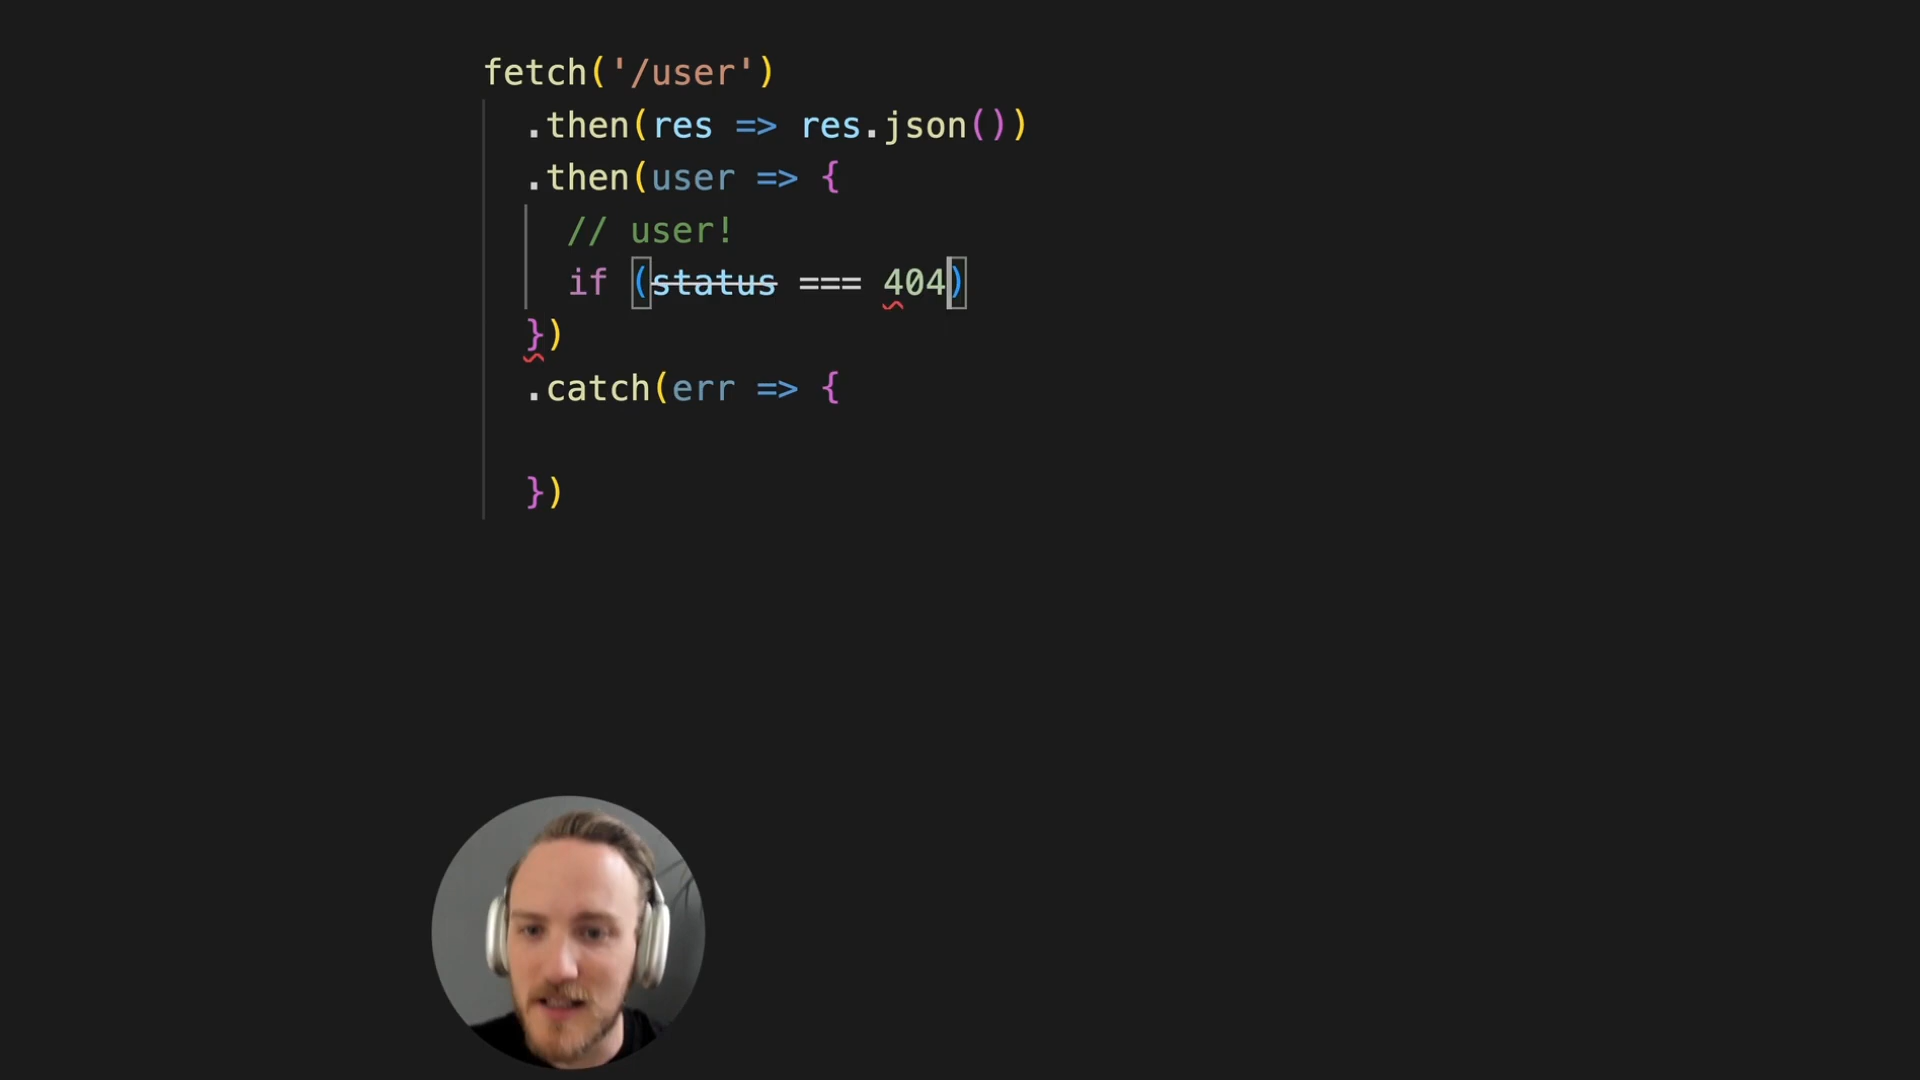 fetch('/user')
.then(res => res.json())
.then(user => {
// user!
if (status === 404)
})
.catch(err => {
})